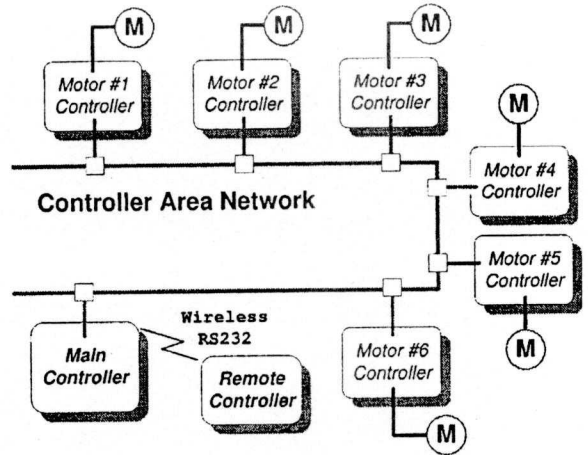 M
M
M
Motor #1
Controller
Motor #2
Controller
Motor #3
Controller
M
Motor #4
Controller
Controller Area Network
Motor #5
Controller
M
Wireless
RS232
Main
Controller
Remote
Controller
Motor #6
Controller
M